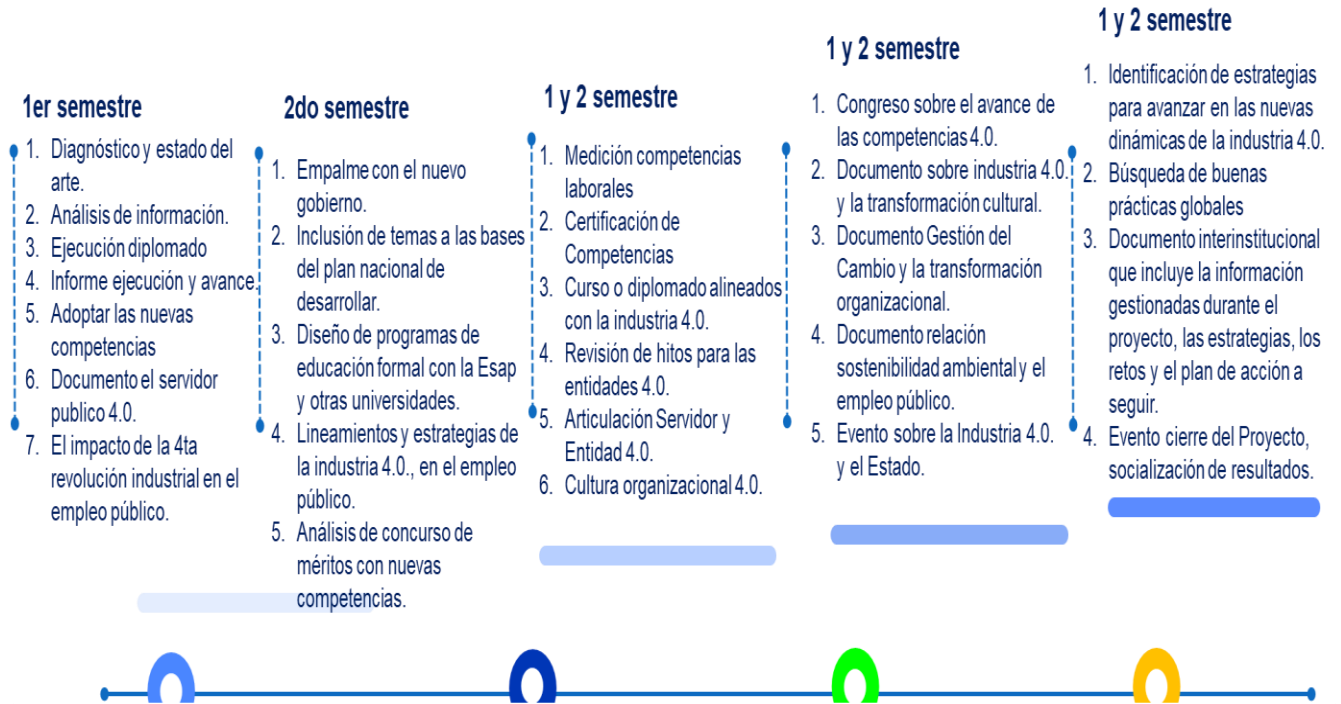 1er semestre
1. Diagnóstico y estado del
arte.
2. Análisis de información.
3. Ejecución diplomado
4. Informe ejecución y avance.
5. Adoptar las nuevas
competencias
6. Documento el servidor
publico 4.0.
7. El impacto de la 4ta
revolución industrial en el
empleo público.
2do semestre
1. Empalme con el nuevo
gobierno.
2. Inclusión de temas a las bases
del plan nacional de
desarrollar.
3. Diseño de programas de
educación formal con la Esap
y otras universidades.
4. Lineamientos y estrategias de
la industria 4.0., en el empleo
público.
5. Análisis de concurso de
méritos con nuevas
competencias.
1 y 2 semestre
1. Medición competencias
laborales
2. Certificación de
Competencias
3. Curso o diplomado alineados
con la industria 4.0.
4. Revisión de hitos para las
entidades 4.0.
5. Articulación Servidor y
Entidad 4.0.
6. Cultura organizacional 4.0.
1 y 2 semestre
1. Congreso sobre el avance de
las competencias 4.0.
2. Documento sobre industria 4.0.
y la transformación cultural.
3. Documento Gestión del
Cambio y la transformación
organizacional.
4. Documento relación
sostenibilidad ambiental y el
empleo público.
5. Evento sobre la Industria 4.0.
y el Estado.
1 y 2 semestre
1. Identificación de estrategias
para avanzar en las nuevas
dinámicas de la industria 4.0.
2. Búsqueda de buenas
prácticas globales
3. Documento interinstitucional
que incluye la información
gestionadas durante el
proyecto, las estrategias, los
retos y el plan de acción a
seguir.
4. Evento cierre del Proyecto,
socialización de resultados.